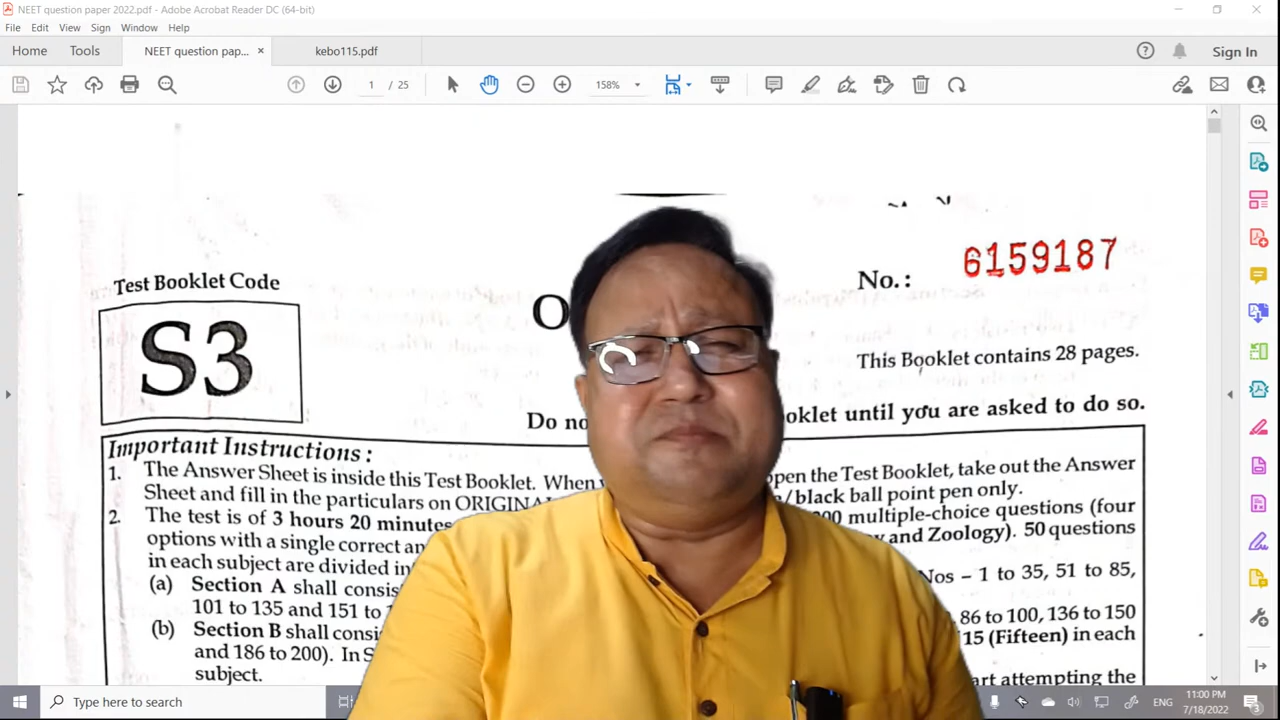 NEET question paper 2022.pdf - Adobe Acrobat Reader DC (64-bit)
File Edit View Sign Window Help
Home Tools NEET question pap... × kebo115.pdf Sign In
1 / 25 158%
6159187
Test Booklet Code
No. :
O
S3
This Booklet contains 28 pages.
Do no ooklet until you are asked to do so.
Important Instructions :
1. The Answer Sheet is inside this Test Booklet. When open the Test Booklet, take out the Answer
Sheet and fill in the particulars on ORIGINA /black ball point pen only.
2. The test is of 3 hours 20 minutes 200 multiple-choice questions (four
options with a single correct an and Zoology). 50 questions
in each subject are divided in
(a) Section A shall consis Nos – 1 to 35, 51 to 85,
101 to 135 and 151 to
(b) Section B shall consi 86 to 100, 136 to 150
and 186 to 200). In S 15 (Fifteen) in each
subject.
art attempting the
Type here to search
ENG
11:00 PM
7/18/2022
3